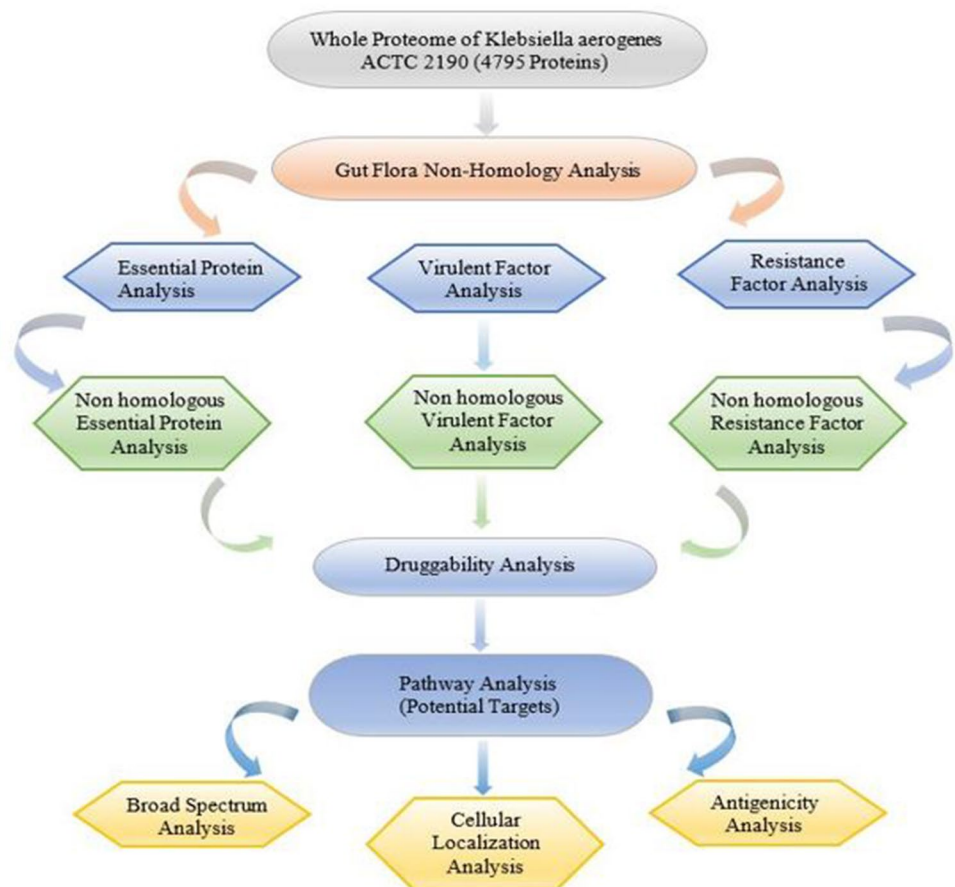 Whole Proteome of Klebsiella aerogenes
ACTC 2190 (4795 Proteins)
Gut Flora Non-Homology Analysis
Essential Protein
Analysis
Virulent Factor
Analysis
Resistance
Factor Analysis
Non homologous
Essential Protein
Analysis
Non homologous
Virulent Factor
Analysis
Non homologous
Resistance Factor
Analysis
Druggability Analysis
Pathway Analysis
(Potential Targets)
Broad Spectrum
Analysis
Cellular
Localization
Analysis
Antigenicity
Analysis